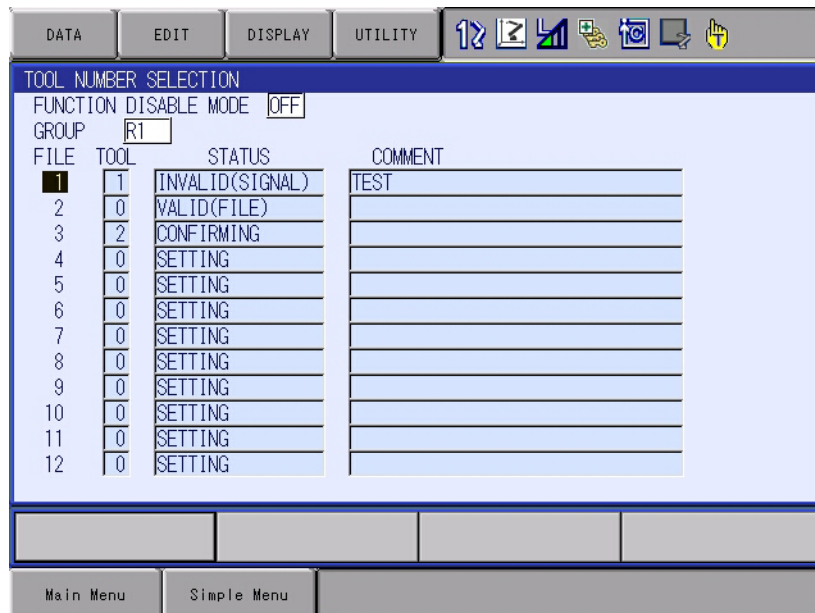 DATA EDIT DISPLAY UTILITY
TOOL NUMBER SELECTION
FUNCTION DISABLE MODE OFF
GROUP R1
FILE TOOL STATUS COMMENT
1 1 INVALID(SIGNAL) TEST
2 0 VALID(FILE)
3 2 CONFIRMING
4 0 SETTING
5 0 SETTING
6 0 SETTING
7 0 SETTING
8 0 SETTING
9 0 SETTING
10 0 SETTING
11 0 SETTING
12 0 SETTING
Main Menu Simple Menu